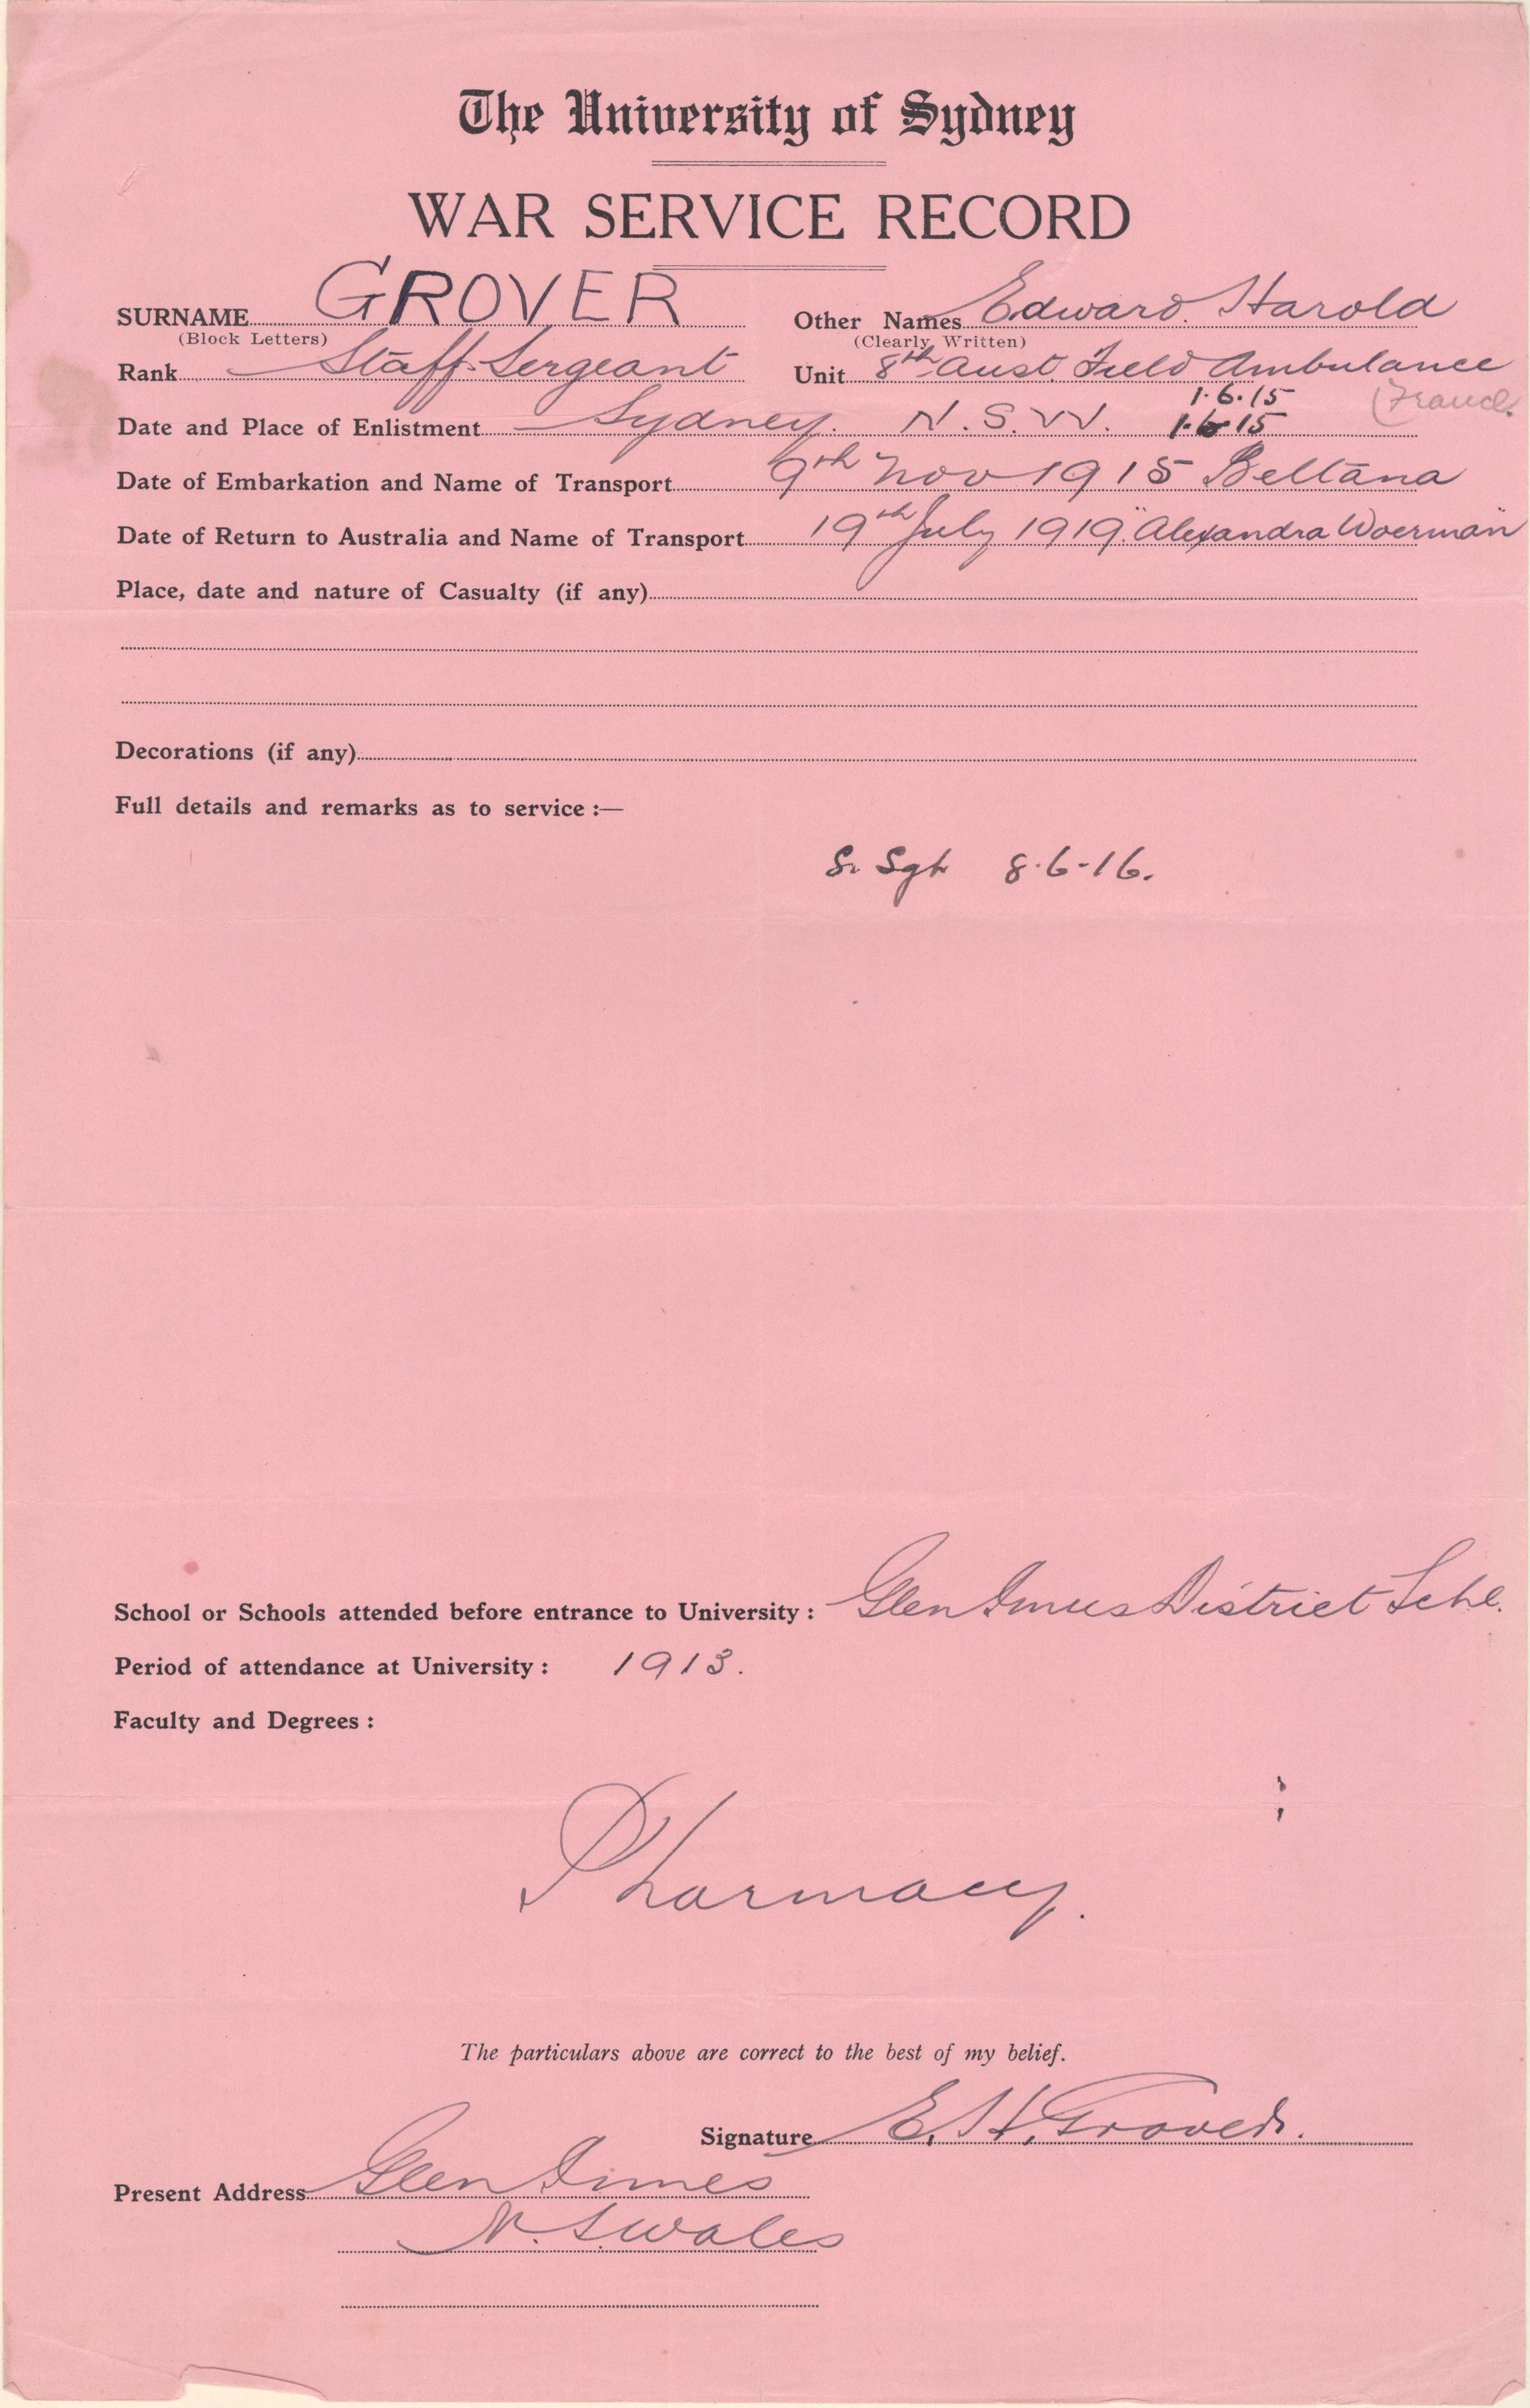 The University of Sydney
WAR SERVICE RECORD
SURNAME GROVER Other Names Edward Harold
(Block Letters) (Clearly Written)
Rank Staff Sergeant Unit 8th Aust. Field Ambulance
1.6.15 (France)
Date and Place of Enlistment Sydney. N.S.W. 1.6.15
Date of Embarkation and Name of Transport 9th Nov 1915 Beltana
Date of Return to Australia and Name of Transport 19th July 1919. "Alexandra Woerman"
Place, date and nature of Casualty (if any)
Decorations (if any)
Full details and remarks as to service :—
S. Sgt 8.6.16.
School or Schools attended before entrance to University : Glen Innes District Schl.
Period of attendance at University : 1913.
Faculty and Degrees :
Pharmacy.
The particulars above are correct to the best of my belief.
Signature E. H. Grover.
Present Address Glen Innes
N. S. Wales